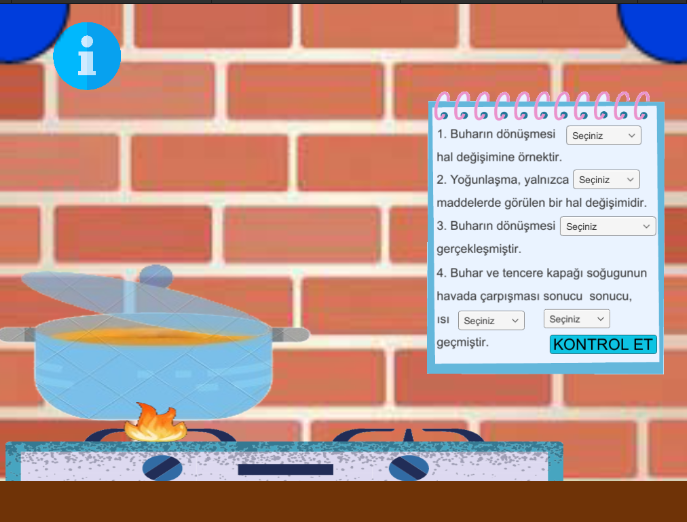 i
1. Buharın dönüşmesi Seçiniz
hal değişimine örnektir.
2. Yoğunlaşma, yalnızca Seçiniz
maddelerde görülen bir hal değişimidir.
3. Buharın dönüşmesi Seçiniz
gerçekleşmiştir.
4. Buhar ve tencere kapağı soğugunun
havada çarpışması sonucu sonucu,
ısı Seçiniz Seçiniz
geçmiştir. KONTROL ET